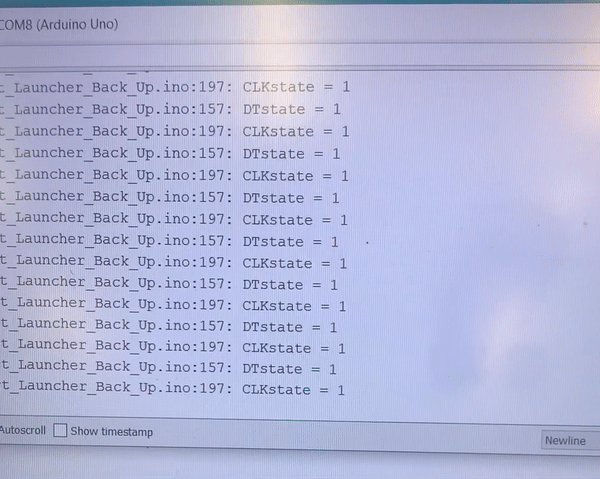 COM8 (Arduino Uno)
t_Launcher_Back_Up.ino:197: CLKstate = 1
t_Launcher_Back_Up.ino:157: DTstate = 1
t_Launcher_Back_Up.ino:197: CLKstate = 1
t_Launcher_Back_Up.ino:157: DTstate = 1
t_Launcher_Back_Up.ino:197: CLKstate = 1
t_Launcher_Back_Up.ino:157: DTstate = 1
t_Launcher_Back_Up.ino:197: CLKstate = 1
t_Launcher_Back_Up.ino:157: DTstate = 1
t_Launcher_Back_Up.ino:197: CLKstate = 1
t_Launcher_Back_Up.ino:157: DTstate = 1
t_Launcher_Back_Up.ino:197: CLKstate = 1
t_Launcher_Back_Up.ino:157: DTstate = 1
t_Launcher_Back_Up.ino:197: CLKstate = 1
t_Launcher_Back_Up.ino:157: DTstate = 1
t_Launcher_Back_Up.ino:197: CLKstate = 1
Autoscroll Show timestamp Newline